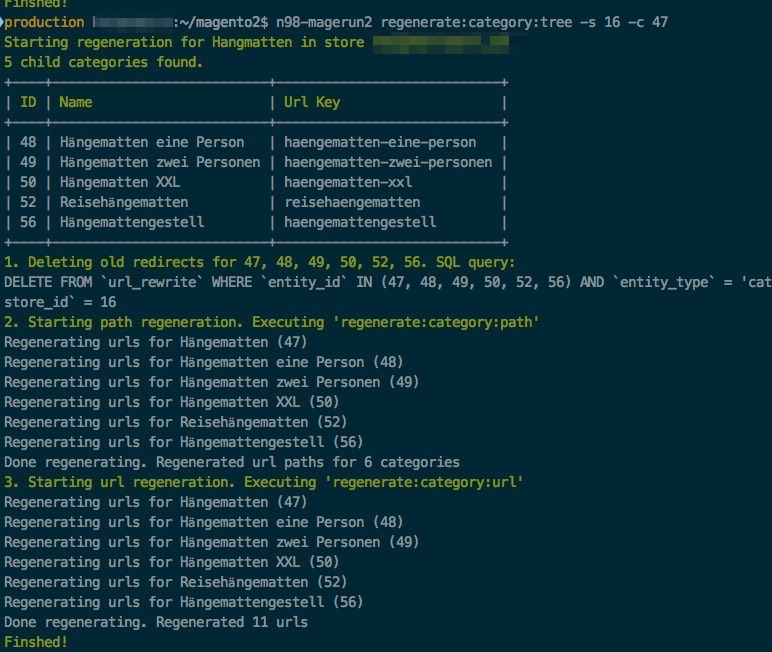 Finshed!
production :~/magento2$ n98-magerun2 regenerate:category:tree -s 16 -c 47
Starting regeneration for Hangmatten in store
5 child categories found.
+----+---------------------------+----------------------------+
| ID | Name | Url Key |
+----+---------------------------+----------------------------+
| 48 | Hängematten eine Person | haengematten-eine-person |
| 49 | Hängematten zwei Personen | haengematten-zwei-personen |
| 50 | Hängematten XXL | haengematten-xxl |
| 52 | Reisehängematten | reisehaengematten |
| 56 | Hängemattengestell | haengemattengestell |
+----+---------------------------+----------------------------+
1. Deleting old redirects for 47, 48, 49, 50, 52, 56. SQL query:
DELETE FROM `url_rewrite` WHERE `entity_id` IN (47, 48, 49, 50, 52, 56) AND `entity_type` = 'cat
store_id` = 16
2. Starting path regeneration. Executing 'regenerate:category:path'
Regenerating urls for Hängematten (47)
Regenerating urls for Hängematten eine Person (48)
Regenerating urls for Hängematten zwei Personen (49)
Regenerating urls for Hängematten XXL (50)
Regenerating urls for Reisehängematten (52)
Regenerating urls for Hängemattengestell (56)
Done regenerating. Regenerated url paths for 6 categories
3. Starting url regeneration. Executing 'regenerate:category:url'
Regenerating urls for Hängematten (47)
Regenerating urls for Hängematten eine Person (48)
Regenerating urls for Hängematten zwei Personen (49)
Regenerating urls for Hängematten XXL (50)
Regenerating urls for Reisehängematten (52)
Regenerating urls for Hängemattengestell (56)
Done regenerating. Regenerated 11 urls
Finshed!